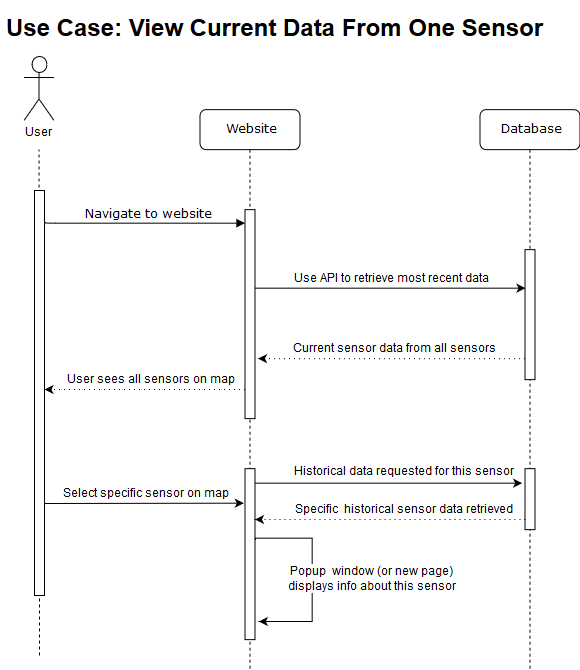 Use Case: View Current Data From One Sensor
User
Website
Database
Navigate to website
Use API to retrieve most recent data
Current sensor data from all sensors
User sees all sensors on map
Historical data requested for this sensor
Select specific sensor on map
Specific historical sensor data retrieved
Popup window (or new page)
displays info about this sensor